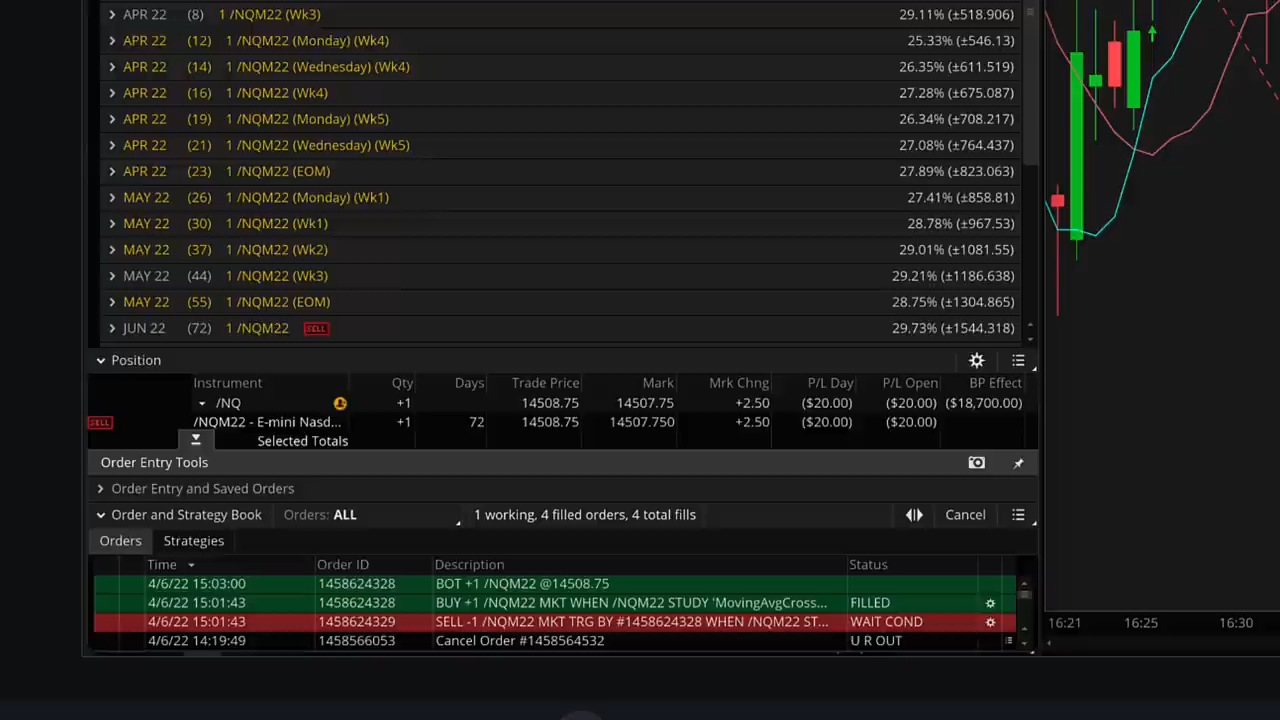 APR 22 (8) 1 /NQM22 (Wk3) 29.11% (±518.906)
APR 22 (12) 1 /NQM22 (Monday) (Wk4) 25.33% (±546.13)
APR 22 (14) 1 /NQM22 (Wednesday) (Wk4) 26.35% (±611.519)
APR 22 (16) 1 /NQM22 (Wk4) 27.28% (±675.087)
APR 22 (19) 1 /NQM22 (Monday) (Wk5) 26.34% (±708.217)
APR 22 (21) 1 /NQM22 (Wednesday) (Wk5) 27.08% (±764.437)
APR 22 (23) 1 /NQM22 (EOM) 27.89% (±823.063)
MAY 22 (26) 1 /NQM22 (Monday) (Wk1) 27.41% (±858.81)
MAY 22 (30) 1 /NQM22 (Wk1) 28.78% (±967.53)
MAY 22 (37) 1 /NQM22 (Wk2) 29.01% (±1081.55)
MAY 22 (44) 1 /NQM22 (Wk3) 29.21% (±1186.638)
MAY 22 (55) 1 /NQM22 (EOM) 28.75% (±1304.865)
JUN 22 (72) 1 /NQM22 SELL 29.73% (±1544.318)
Position
Instrument Qty Days Trade Price Mark Mrk Chng P/L Day P/L Open BP Effect
/NQ +1 14508.75 14507.75 +2.50 ($20.00) ($20.00) ($18,700.00)
SELL /NQM22 - E-mini Nasd... +1 72 14508.75 14507.750 +2.50 ($20.00) ($20.00)
Selected Totals
Order Entry Tools
Order Entry and Saved Orders
Order and Strategy Book Orders: ALL 1 working, 4 filled orders, 4 total fills Cancel
Orders Strategies
Time Order ID Description Status
4/6/22 15:03:00 1458624328 BOT +1 /NQM22 @14508.75
4/6/22 15:01:43 1458624328 BUY +1 /NQM22 MKT WHEN /NQM22 STUDY 'MovingAvgCross... FILLED
4/6/22 15:01:43 1458624329 SELL -1 /NQM22 MKT TRG BY #1458624328 WHEN /NQM22 ST... WAIT COND
4/6/22 14:19:49 1458566053 Cancel Order #1458564532 U R OUT
16:21 16:25 16:30